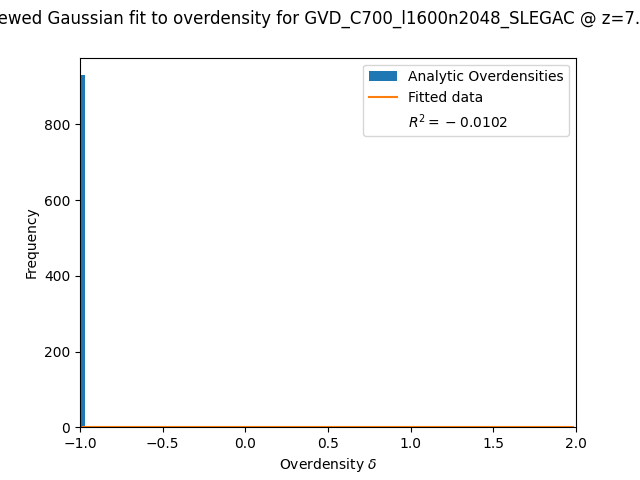 ewed Gaussian fit to overdensity for GVD_C700_l1600n2048_SLEGAC @ z=7.
Analytic Overdensities
Fitted data
R² = − 0.0102
Frequency
800
600
400
200
0
−1.0 −0.5 0.0 0.5 1.0 1.5 2.0
Overdensity δ